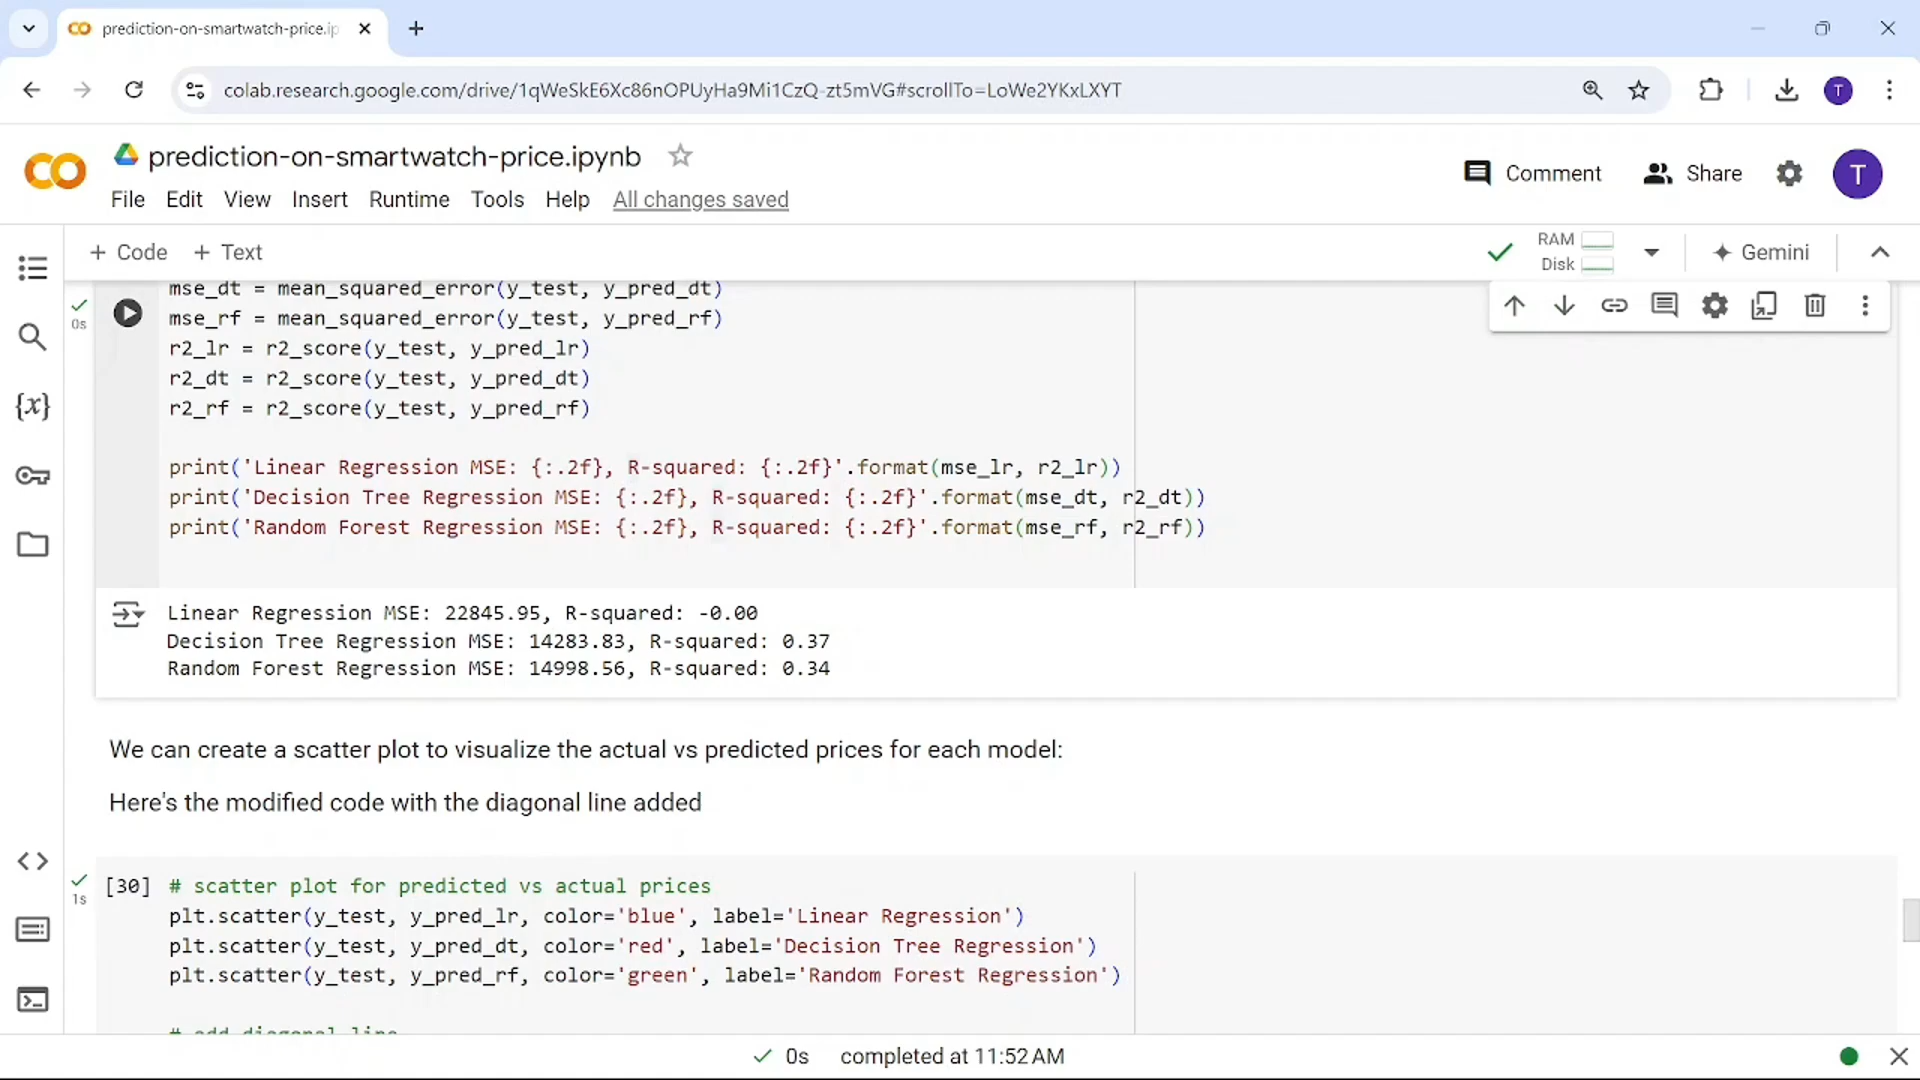 prediction-on-smartwatch-price.ip
colab.research.google.com/drive/1qWeSkE6Xc86nOPUyHa9Mi1CzQ-zt5mVG#scrollTo=LoWe2YKxLXYT
T
prediction-on-smartwatch-price.ipynb
Comment
Share
T
File Edit View Insert Runtime Tools Help All changes saved
+ Code + Text
RAM
Disk
Gemini
mse_dt = mean_squared_error(y_test, y_pred_dt)
0s
mse_rf = mean_squared_error(y_test, y_pred_rf)
r2_lr = r2_score(y_test, y_pred_lr)
r2_dt = r2_score(y_test, y_pred_dt)
r2_rf = r2_score(y_test, y_pred_rf)
print('Linear Regression MSE: {:.2f}, R-squared: {:.2f}'.format(mse_lr, r2_lr))
print('Decision Tree Regression MSE: {:.2f}, R-squared: {:.2f}'.format(mse_dt, r2_dt))
print('Random Forest Regression MSE: {:.2f}, R-squared: {:.2f}'.format(mse_rf, r2_rf))
Linear Regression MSE: 22845.95, R-squared: -0.00
Decision Tree Regression MSE: 14283.83, R-squared: 0.37
Random Forest Regression MSE: 14998.56, R-squared: 0.34
We can create a scatter plot to visualize the actual vs predicted prices for each model:
Here's the modified code with the diagonal line added
1s
[30] # scatter plot for predicted vs actual prices
plt.scatter(y_test, y_pred_lr, color='blue', label='Linear Regression')
plt.scatter(y_test, y_pred_dt, color='red', label='Decision Tree Regression')
plt.scatter(y_test, y_pred_rf, color='green', label='Random Forest Regression')
# add diagonal line
0s completed at 11:52 AM